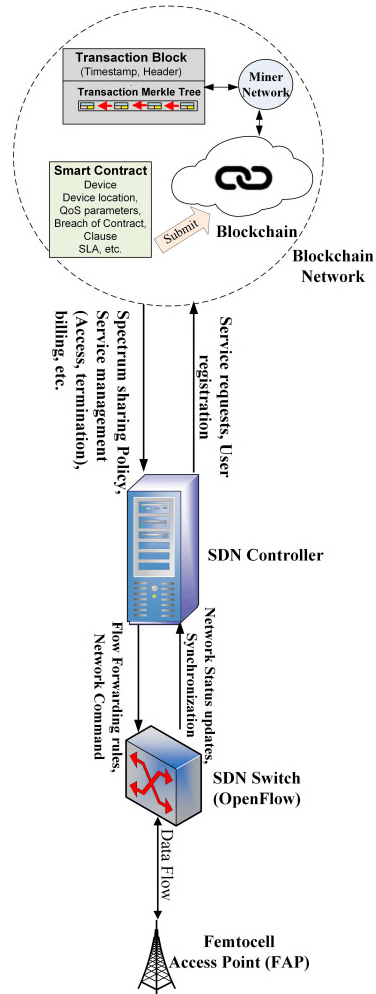 Transaction Block
(Timestamp, Header)
Transaction Merkle Tree
Miner
Network
Smart Contract
Device
Device location,
QoS parameters,
Breach of Contract,
Clause
SLA, etc.
Submit
Blockchain
Blockchain
Network
Spectrum sharing Policy,
Service management
(Access, termination),
billing, etc.
Service requests, User
registration
SDN Controller
Flow Forwarding rules,
Network Command
Network Status updates,
Synchronization
SDN Switch
(OpenFlow)
Data Flow
Femtocell
Access Point (FAP)